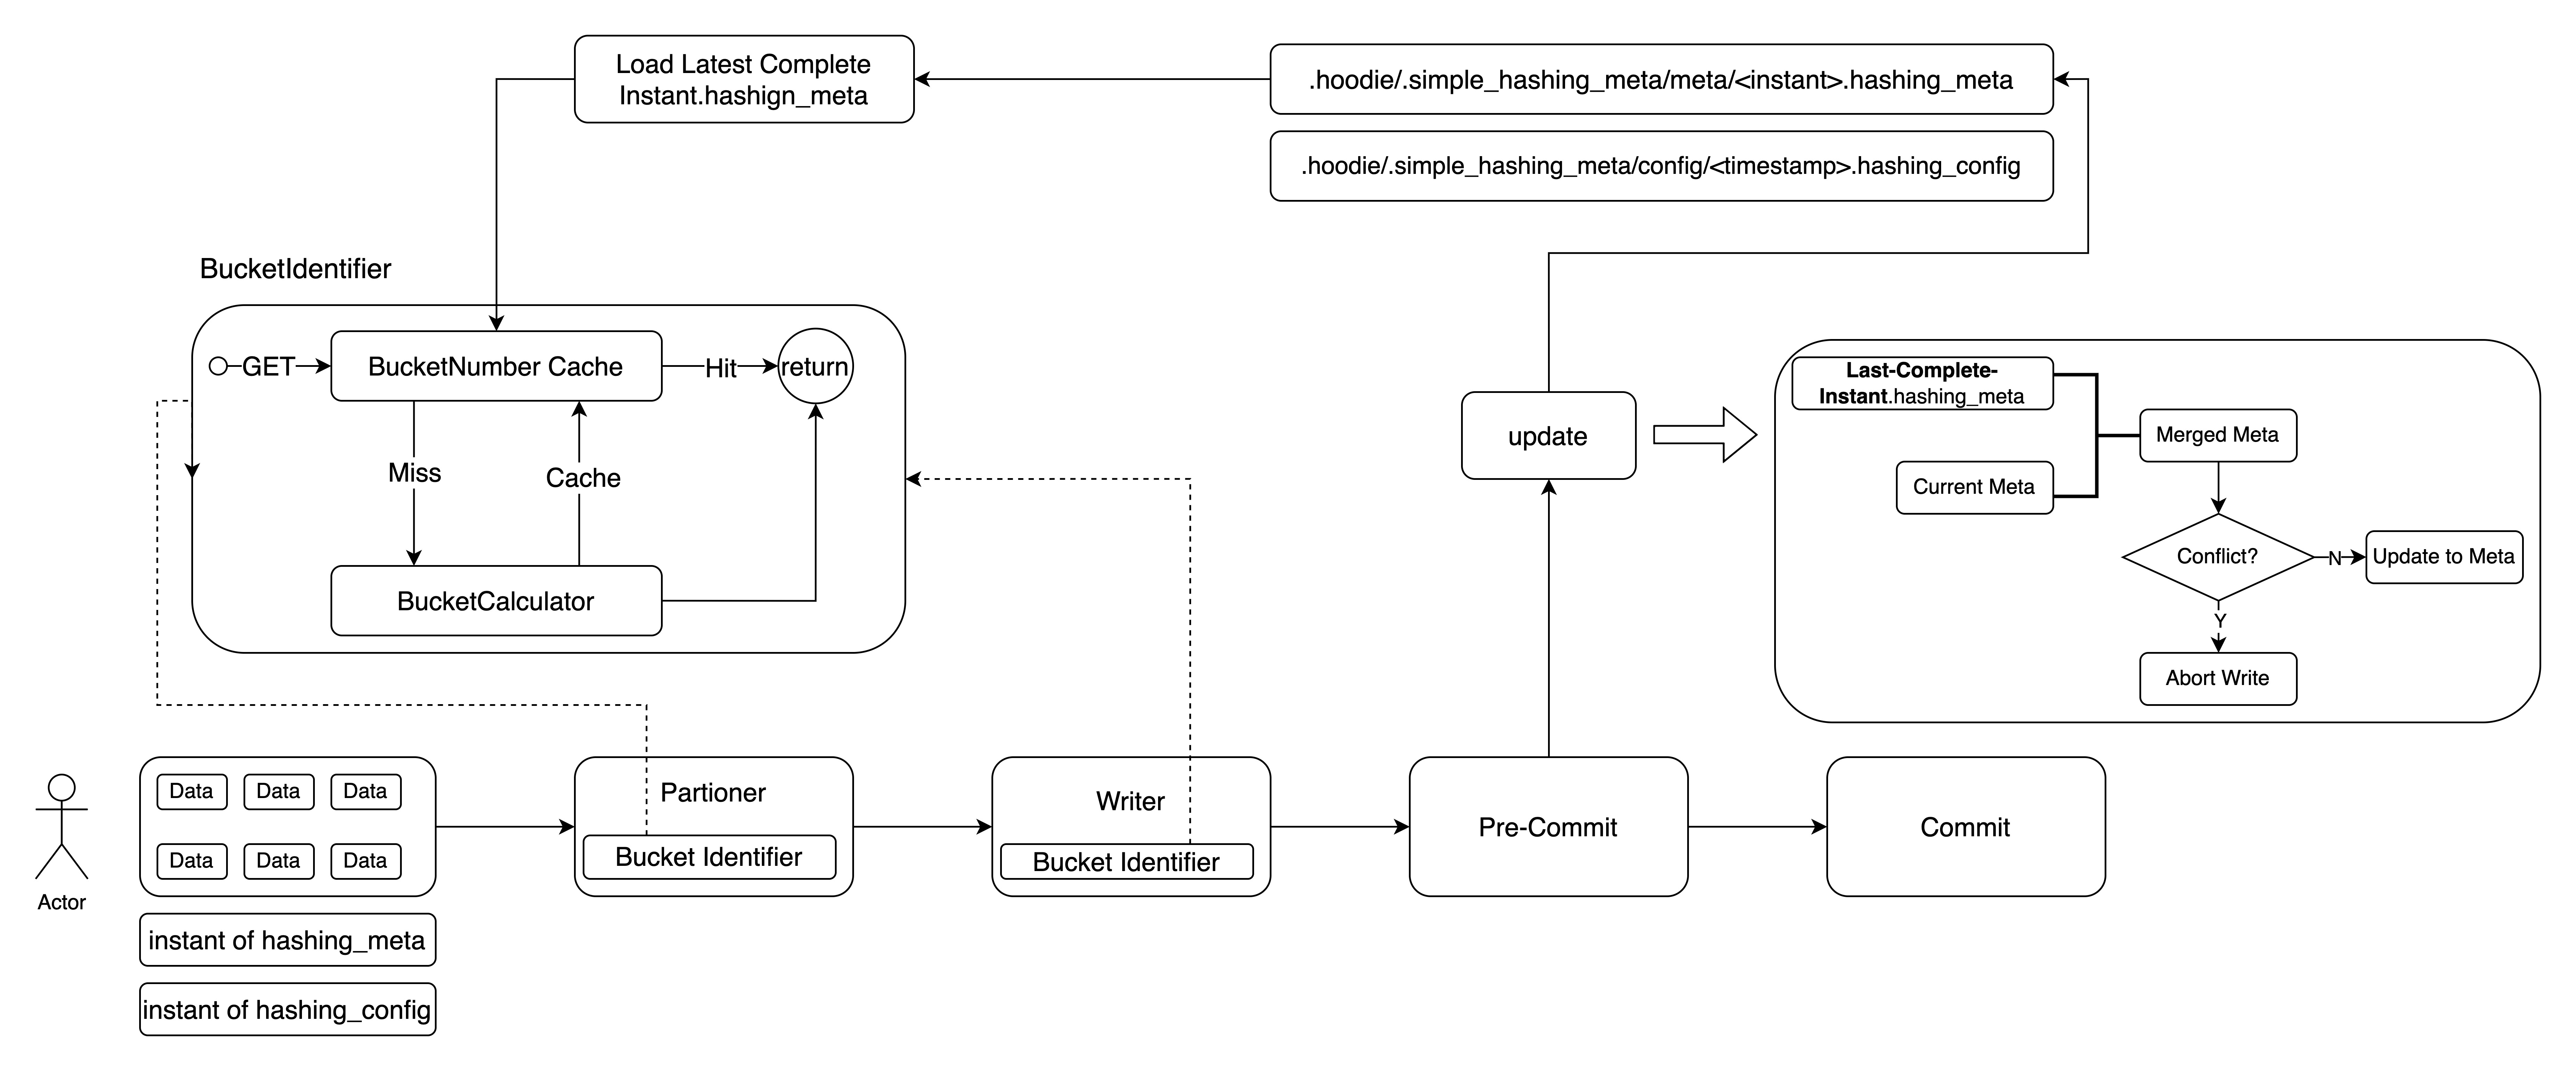 Load Latest Complete
Instant.hashign_meta
.hoodie/.simple_hashing_meta/meta/<instant>.hashing_meta
.hoodie/.simple_hashing_meta/config/<timestamp>.hashing_config
BucketIdentifier
GET
BucketNumber Cache
Hit
return
Miss
Cache
BucketCalculator
update
Last-Complete-
Instant.hashing_meta
Merged Meta
Current Meta
Conflict?
N
Update to Meta
Y
Abort Write
Actor
Data
Data
Data
Data
Data
Data
Partioner
Bucket Identifier
Writer
Bucket Identifier
Pre-Commit
Commit
instant of hashing_meta
instant of hashing_config